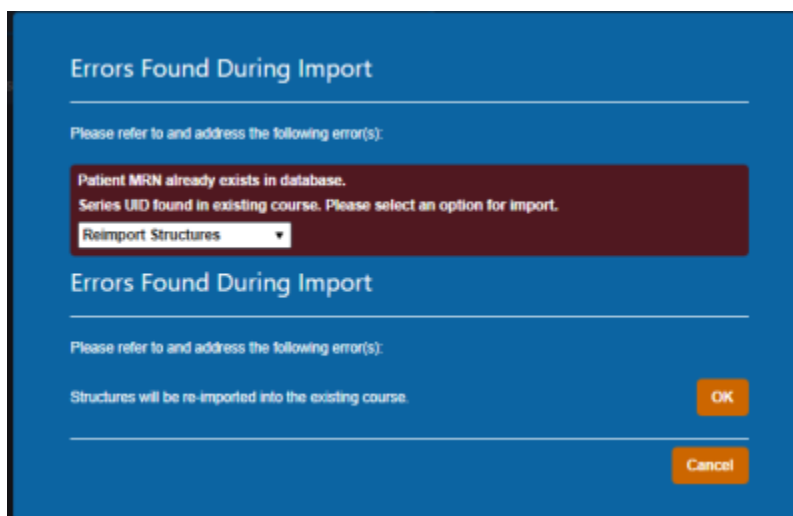 Errors Found During Import
Please refer to and address the following error(s):
Patient MRN already exists in database.
Series UID found in existing course. Please select an option for import.
Reimport Structures
Errors Found During Import
Please refer to and address the following error(s):
Structures will be re-imported into the existing course.
OK
Cancel